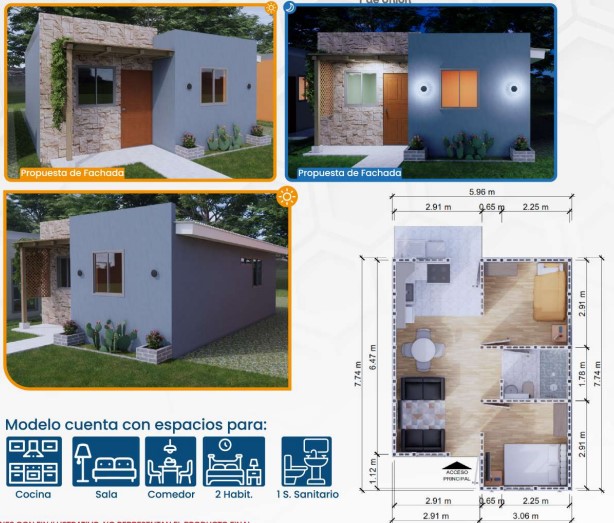 Propuesta de Fachada
Propuesta de Fachada
5.96 m
2.91 m
0.65 m
2.25 m
7.74 m
6.47 m
1.12 m
2.91 m
1.78 m
2.91 m
7.74 m
ACCESO
PRINCIPAL
2.91 m
0.65 m
2.25 m
2.91 m
3.06 m
Modelo cuenta con espacios para:
Cocina
Sala
Comedor
2 Habit.
1 S. Sanitario